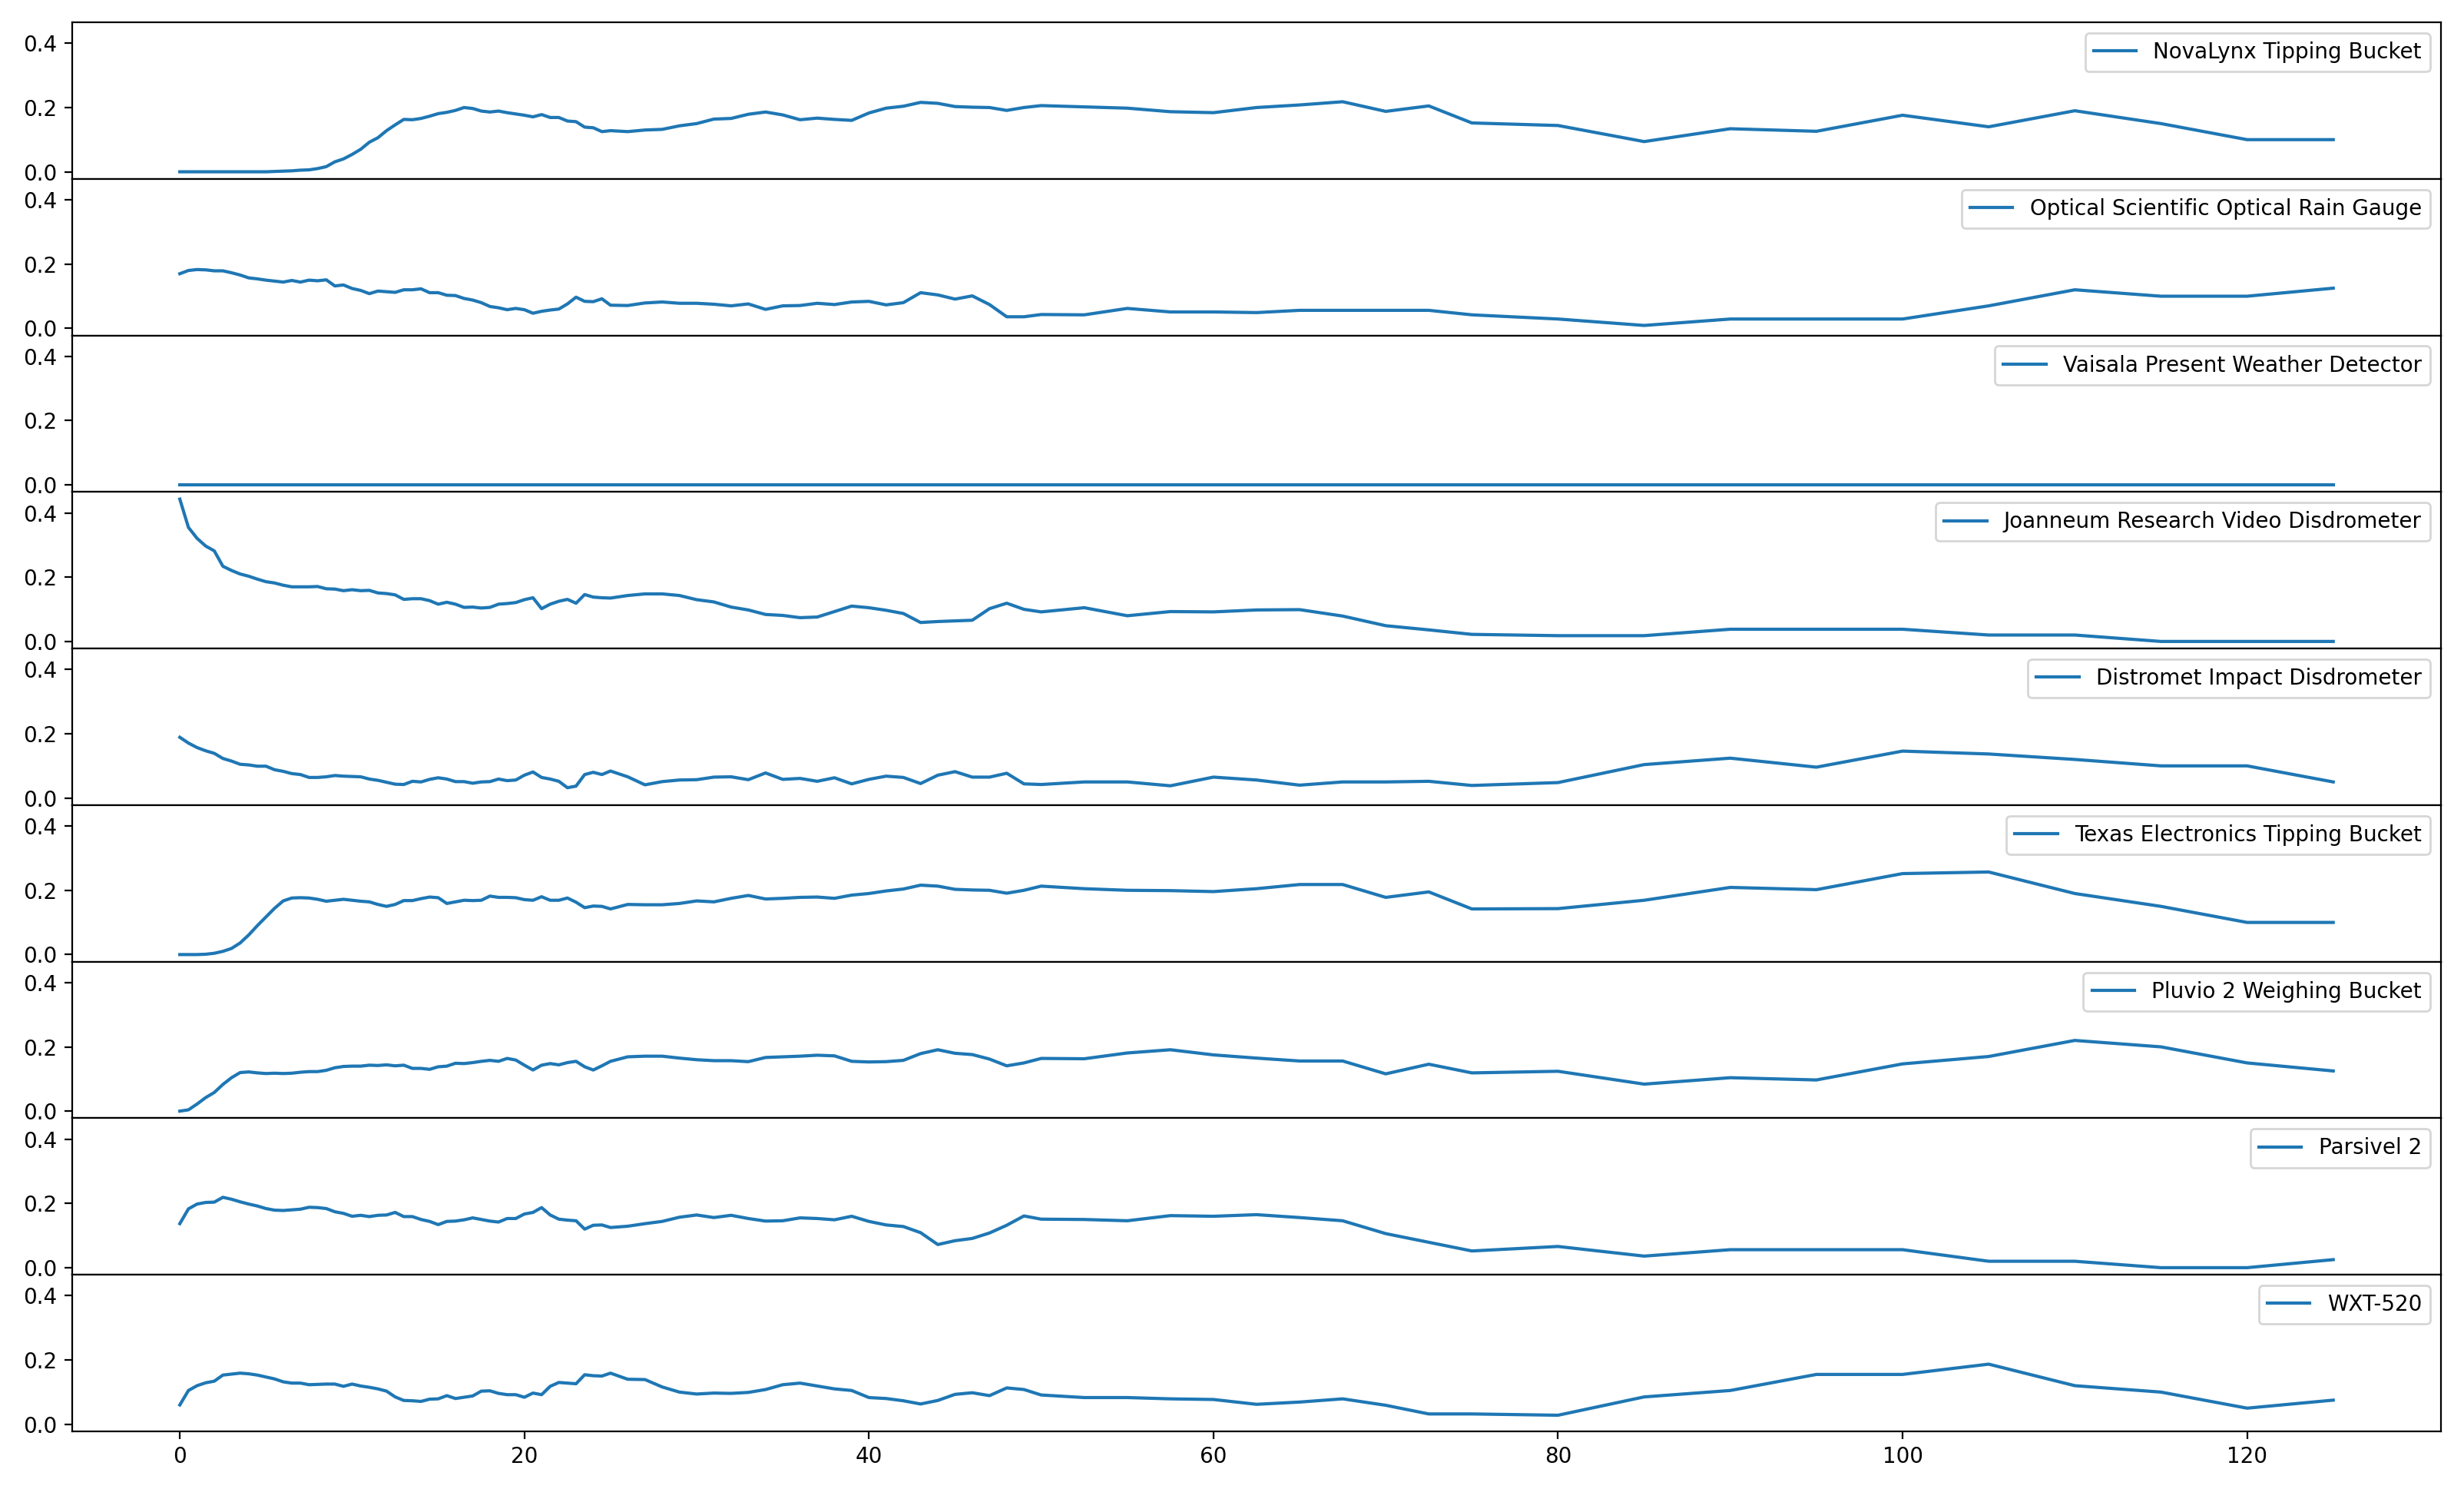 0.4
NovaLynx Tipping Bucket
0.2
0.0
0.4
Optical Scientific Optical Rain Gauge
0.2
0.0
0.4
Vaisala Present Weather Detector
0.2
0.0
0.4
Joanneum Research Video Disdrometer
0.2
0.0
0.4
Distromet Impact Disdrometer
0.2
0.0
0.4
Texas Electronics Tipping Bucket
0.2
0.0
0.4
Pluvio 2 Weighing Bucket
0.2
0.0
0.4
Parsivel 2
0.2
0.0
0.4
WXT-520
0.2
0.0
0 20 40 60 80 100 120